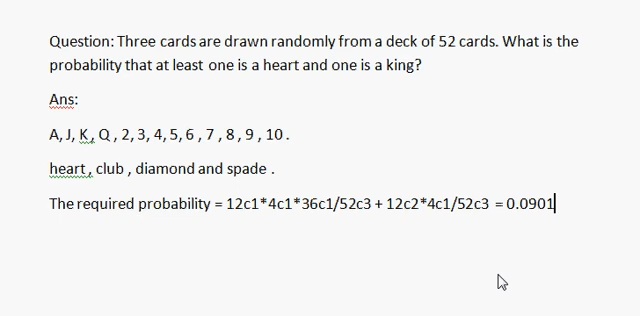 Question: Three cards are drawn randomly from a deck of 52 cards. What is the
probability that at least one is a heart and one is a king?
Ans:
A, J, K, Q , 2, 3, 4, 5, 6 , 7 , 8 , 9 , 10 .
heart , club , diamond and spade .
The required probability = 12c1*4c1*36c1/52c3 + 12c2*4c1/52c3 = 0.0901